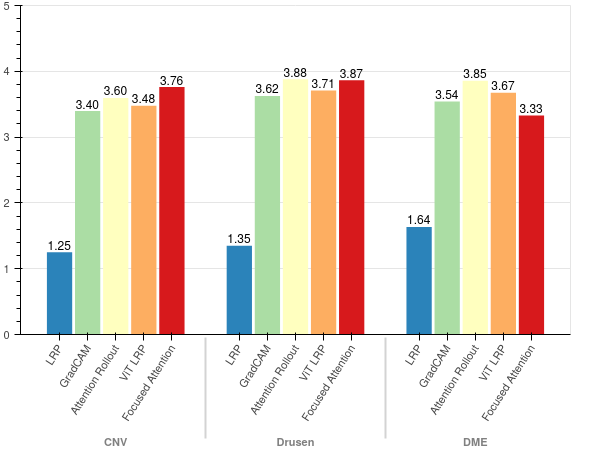 5
4
3
2
1
0
1.25
3.40
3.60
3.48
3.76
1.35
3.62
3.88
3.71
3.87
1.64
3.54
3.85
3.67
3.33
LRP
GradCAM
Attention Rollout
ViT LRP
Focused Attention
LRP
GradCAM
Attention Rollout
ViT LRP
Focused Attention
LRP
GradCAM
Attention Rollout
ViT LRP
Focused Attention
CNV
Drusen
DME